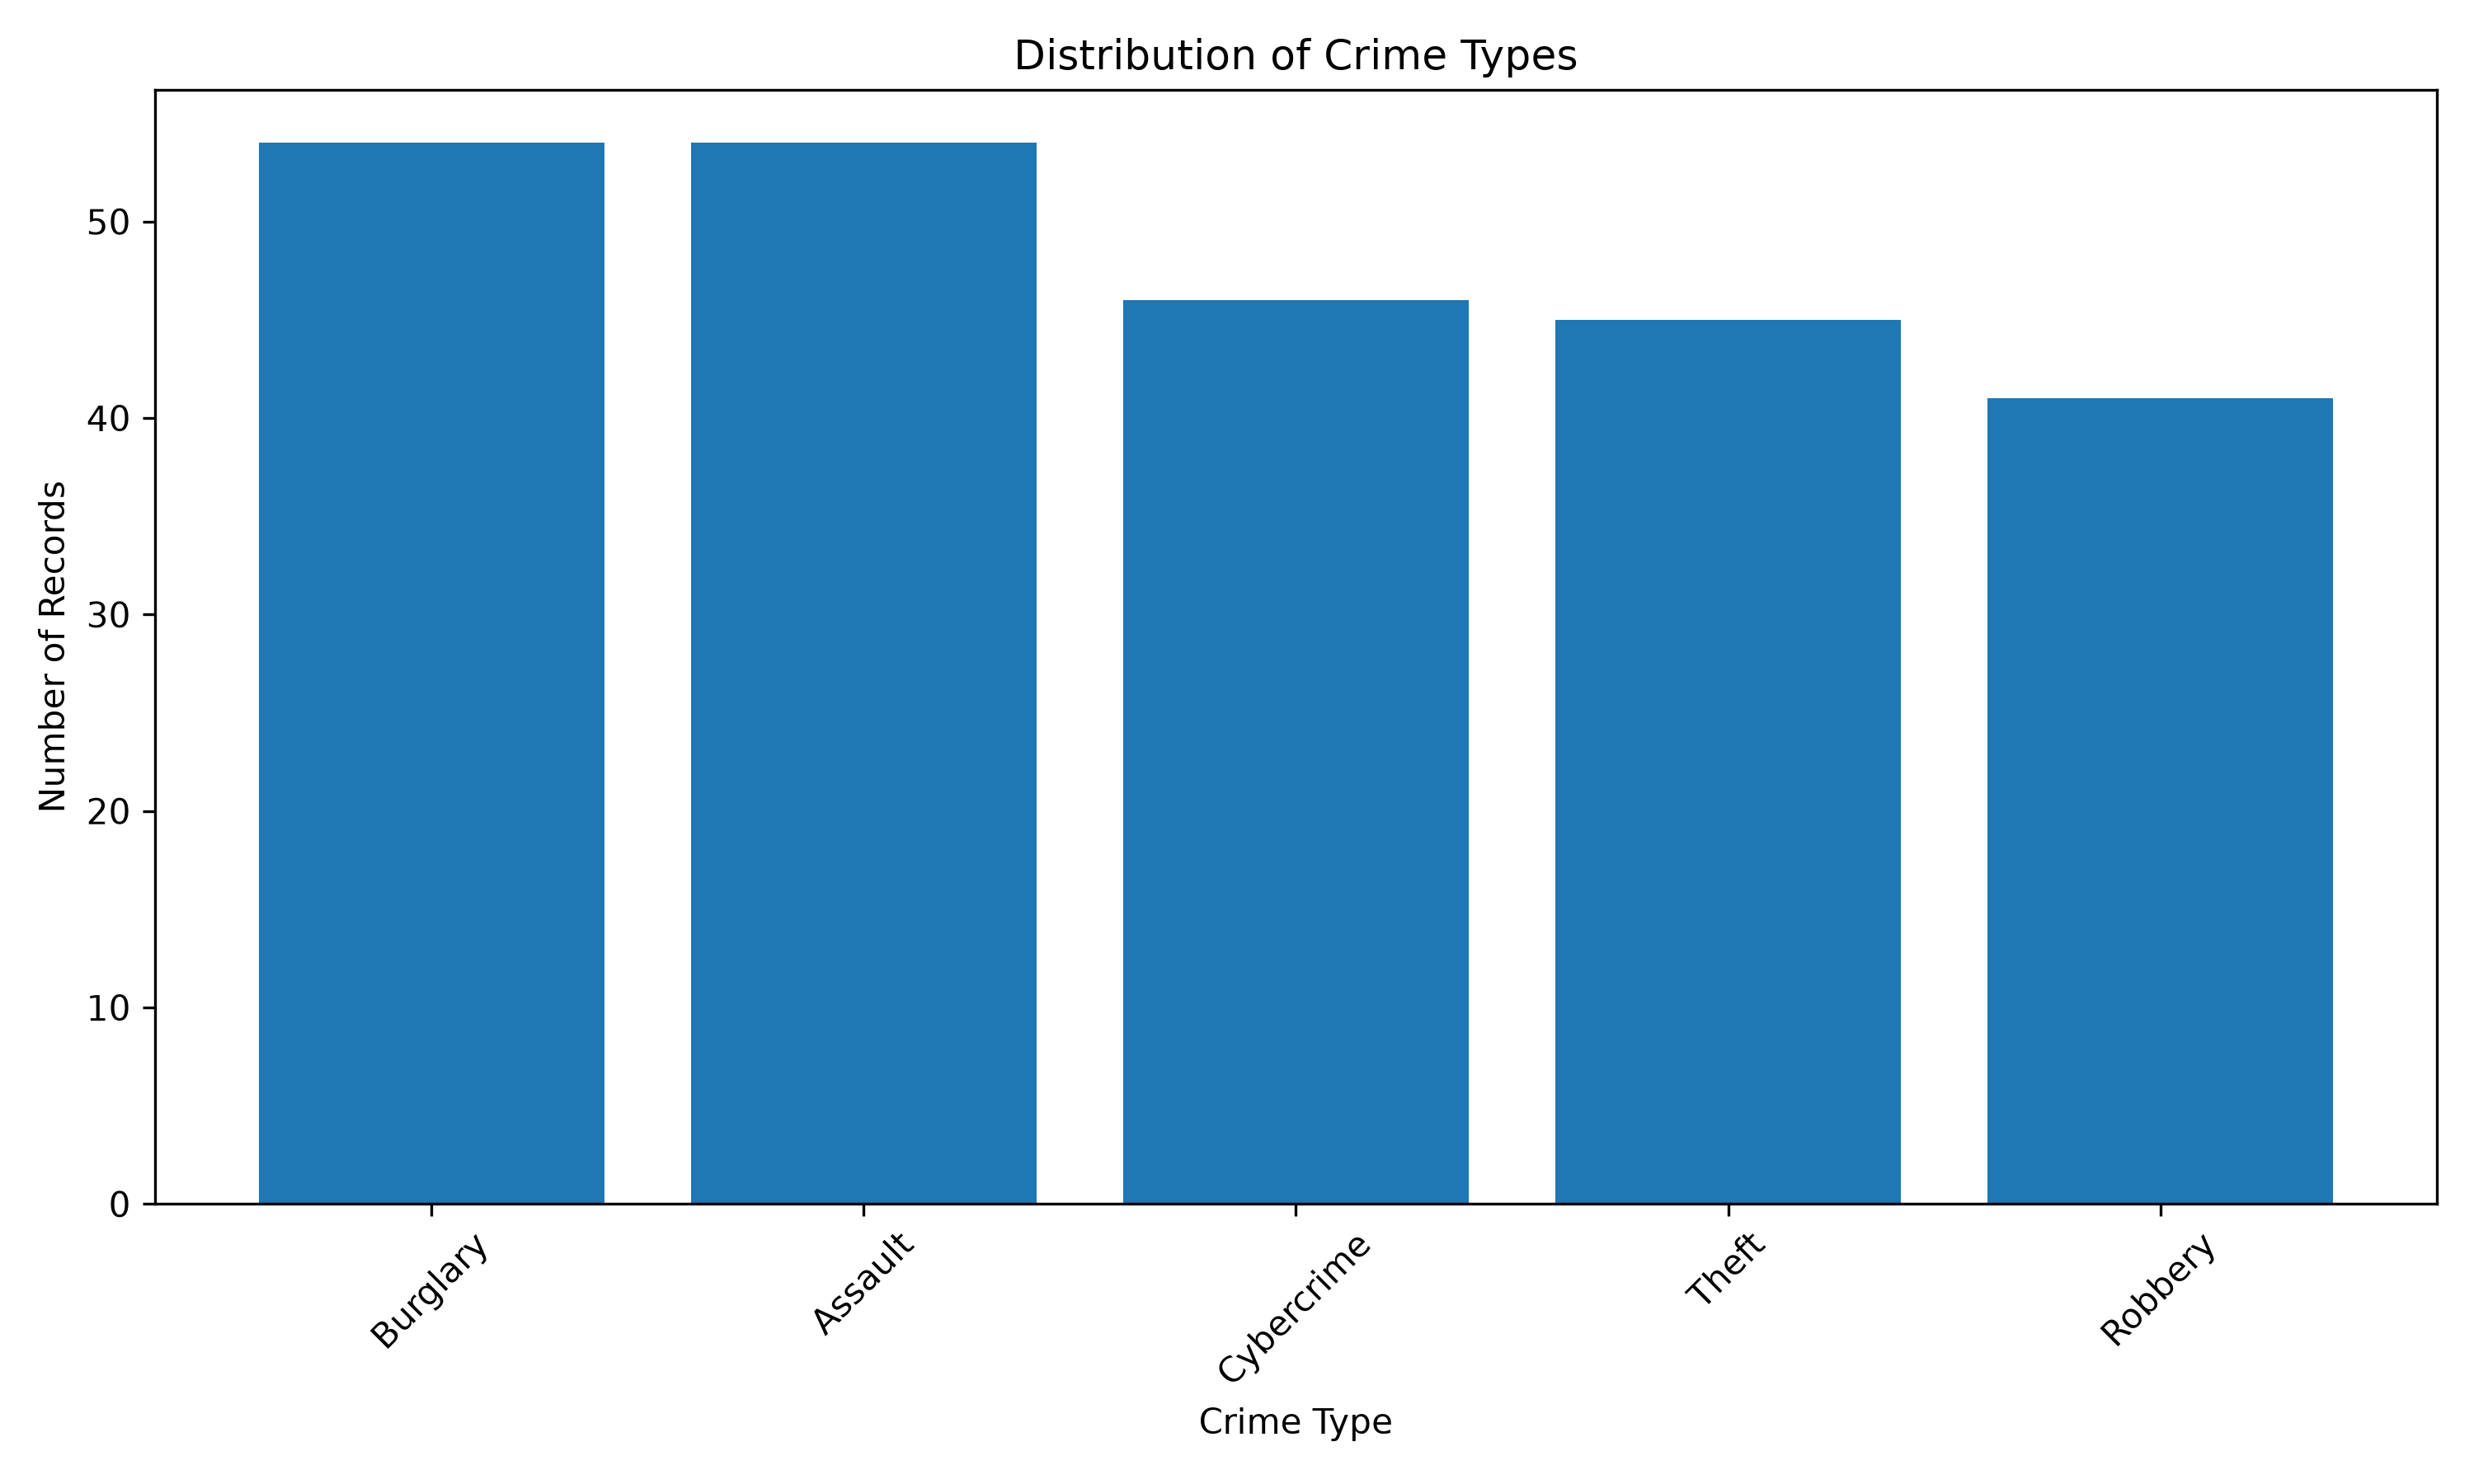 Distribution of Crime Types
Number of Records
50
40
30
20
10
0
Burglary
Assault
Cybercrime
Theft
Robbery
Crime Type